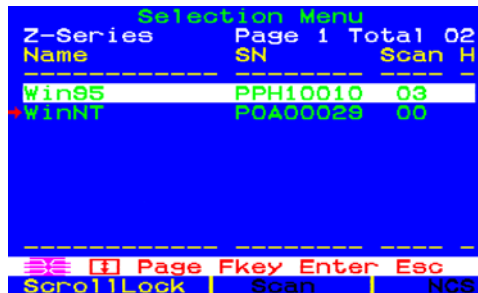 Selection Menu
Z-Series Page 1 Total 02
Name SN Scan H
Win95 PPH10010 03
WinNT POA00029 00
Page Fkey Enter Esc
ScrollLock Scan NCS